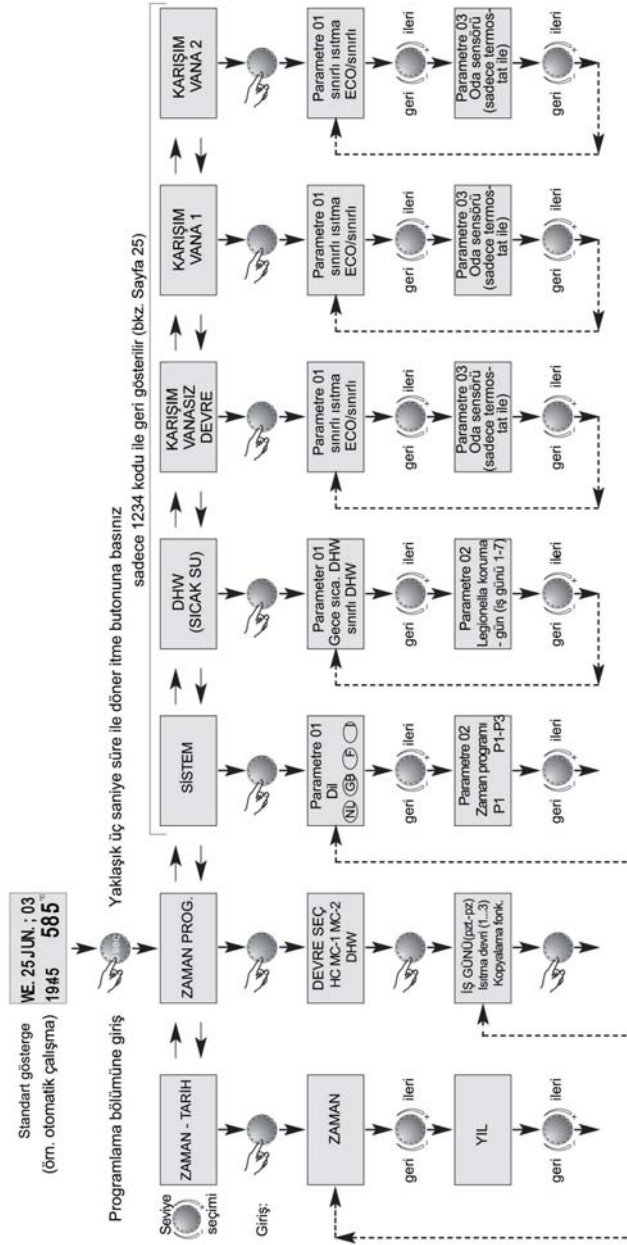 Standart gösterge
(örn. otomatik çalışma)
WE. 25 JUN. ; 03
1945 585°
Programlama bölümüne giriş
3 sec
Yaklaşık üç saniye süre ile döner itme butonuna basınız
sadece 1234 kodu ile geri gösterilir (bkz. Sayfa 25)
Seviye
seçimi
ZAMAN - TARİH
ZAMAN PROG.
SİSTEM
DHW
(SICAK SU)
KARIŞIM
VANASIZ
DEVRE
KARIŞIM
VANA 1
KARIŞIM
VANA 2
Giriş:
ZAMAN
DEVRE SEÇ
HC MC-1 MC-2
DHW
Parametre 01
Dil
NL GB F I
Parameter 01
Gece sıca. DHW
sınırlı DHW
Parametre 01
sınırlı ısıtma
ECO/sınırlı
Parametre 01
sınırlı ısıtma
ECO/sınırlı
Parametre 01
sınırlı ısıtma
ECO/sınırlı
geri ileri
geri ileri
geri ileri
geri ileri
geri ileri
geri ileri
YIL
İŞ GÜNÜ(pzt.-pz)
Isıtma devri (1...3)
Kopyalama fonk.
Parametre 02
Zaman programı
P1 P1-P3
Parametre 02
Legionella koruma
- gün (iş günü 1-7)
Parametre 03
Oda sensörü
(sadece termos-
tat ile)
Parametre 03
Oda sensörü
(sadece termos-
tat ile)
Parametre 03
Oda sensörü
(sadece termos-
tat ile)
geri ileri
geri ileri
geri ileri
geri ileri
geri ileri
geri ileri